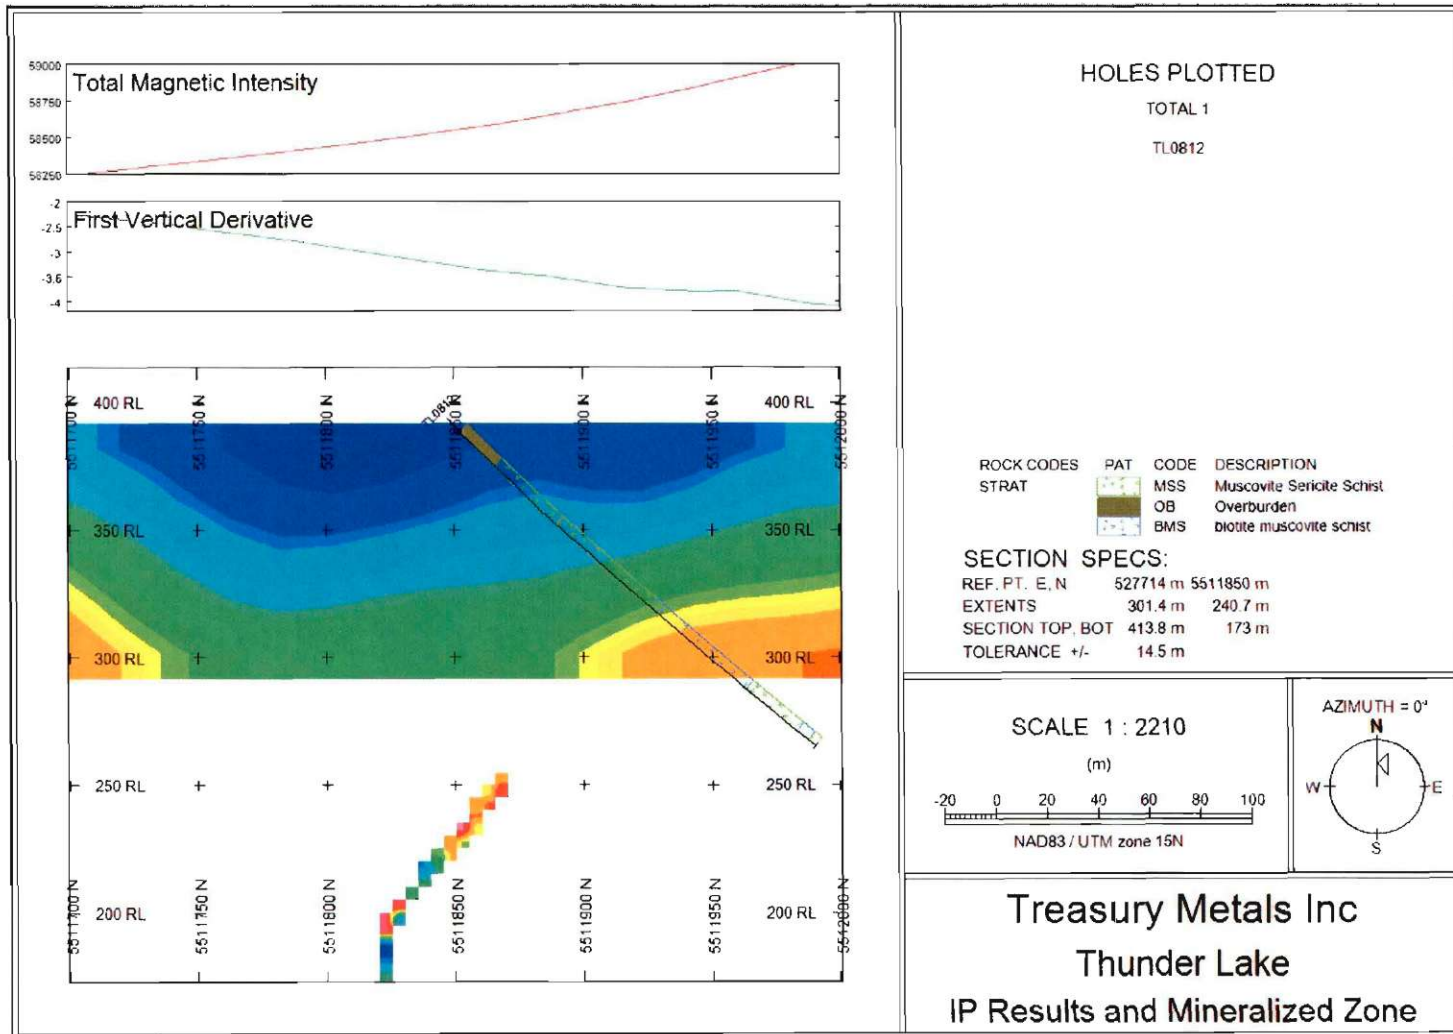 Total Magnetic Intensity
59000
58750
58500
58250
First Vertical Derivative
-2
-2.5
-3
-3.5
-4
5511700 N
5511750 N
5511800 N
5511850 N
5511900 N
5511950 N
5512000 N
TL0812
400 RL
400 RL
350 RL
350 RL
300 RL
300 RL
250 RL
250 RL
200 RL
200 RL
5511700 N
5511750 N
5511800 N
5511850 N
5511900 N
5511950 N
5512000 N
HOLES PLOTTED
TOTAL 1
TL0812
ROCK CODES PAT CODE DESCRIPTION
STRAT MSS Muscovite Sericite Schist
OB Overburden
BMS biotite muscovite schist
SECTION SPECS:
REF. PT. E, N 527714 m 5511850 m
EXTENTS 301.4 m 240.7 m
SECTION TOP, BOT 413.8 m 173 m
TOLERANCE +/- 14.5 m
SCALE 1 : 2210
(m)
-20 0 20 40 60 80 100
NAD83 / UTM zone 15N
AZIMUTH = 0°
N
W E
S
Treasury Metals Inc
Thunder Lake
IP Results and Mineralized Zone